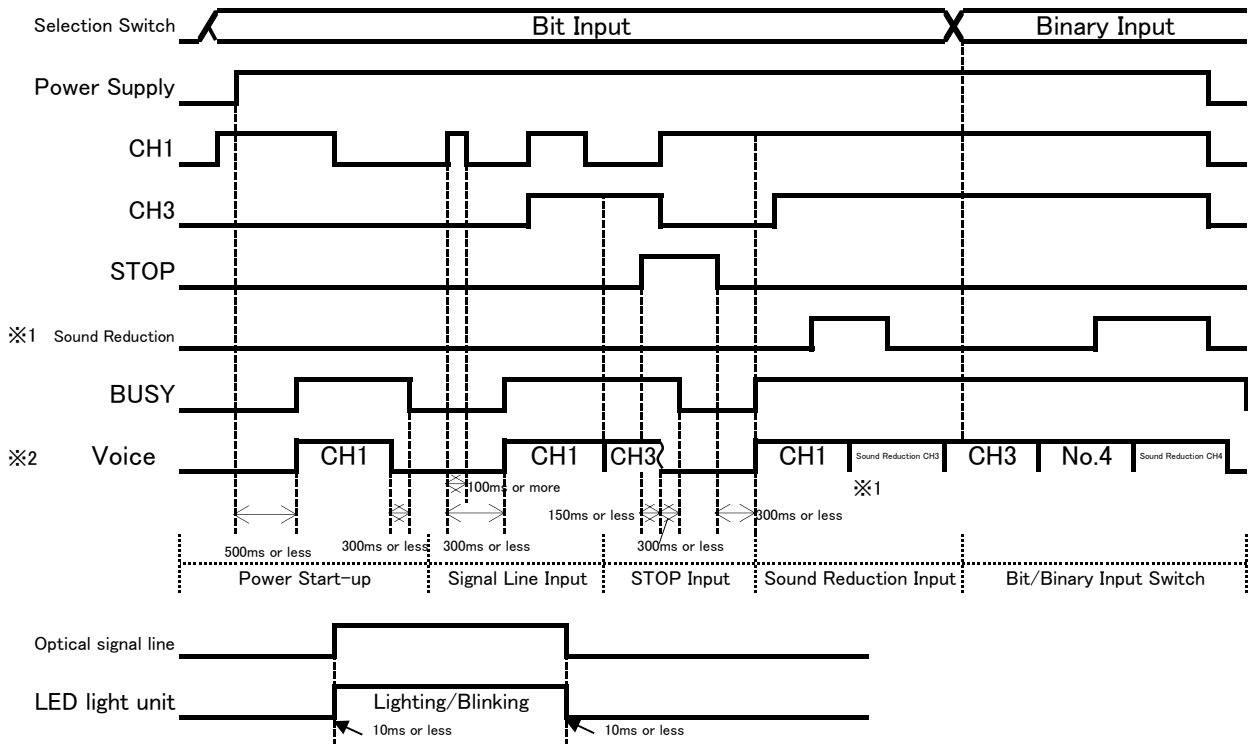 Selection Switch
Bit Input
Binary Input
Power Supply
CH1
CH3
STOP
※1 Sound Reduction
BUSY
※2 Voice
CH1
CH1
CH3
CH1
Sound Reduction CH3
CH3
No.4
Sound Reduction CH4
100ms or more
※1
150ms or less
300ms or less
500ms or less
300ms or less
300ms or less
300ms or less
Power Start-up
Signal Line Input
STOP Input
Sound Reduction Input
Bit/Binary Input Switch
Optical signal line
LED light unit
Lighting/Blinking
10ms or less
10ms or less